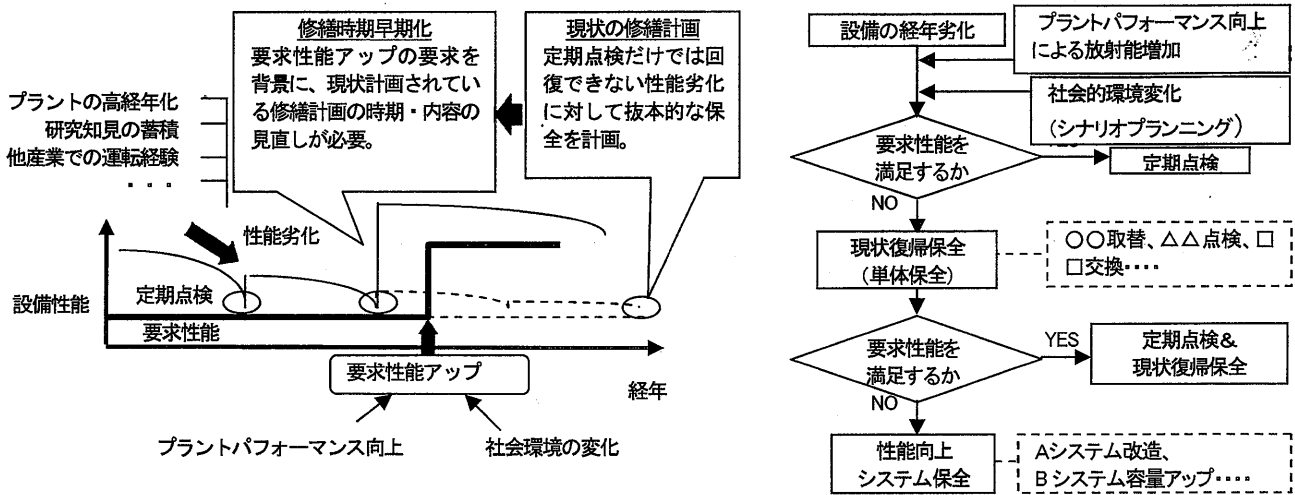 修繕時期早期化
要求性能アップの要求を
背景に、現状計画されてい
る修繕計画の時期・内容の
見直しが必要。
現状の修繕計画
定期点検だけでは回
復できない性能劣化
に対して抜本的な保
全を計画。
プラントの高経年化
研究知見の蓄積
他産業での運転経験
・・・
性能劣化
設備性能
定期点検
要求性能
要求性能アップ
経年
プラントパフォーマンス向上
社会環境の変化
設備の経年劣化
プラントパフォーマンス向上
による放射能増加
社会的環境変化
(シナリオプランニング)
要求性能を
満足するか
定期点検
NO
現状復帰保全
(単体保全)
○○取替、△△点検、□
□交換・・・・
要求性能を
満足するか
YES
定期点検&
現状復帰保全
NO
性能向上
システム保全
Aシステム改造、
Bシステム容量アップ・・・・